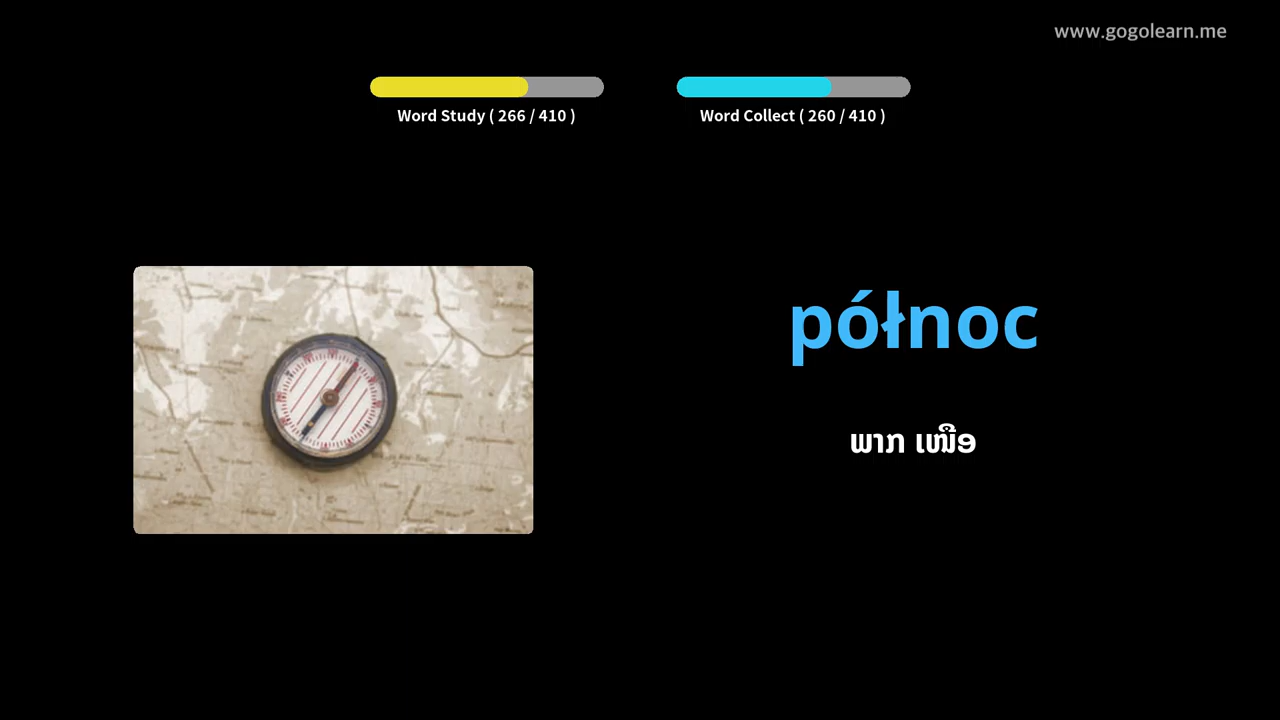 www.gogolearn.me
Word Study ( 266 / 410 )
Word Collect ( 260 / 410 )
północ
ພາກ ເໜືອ